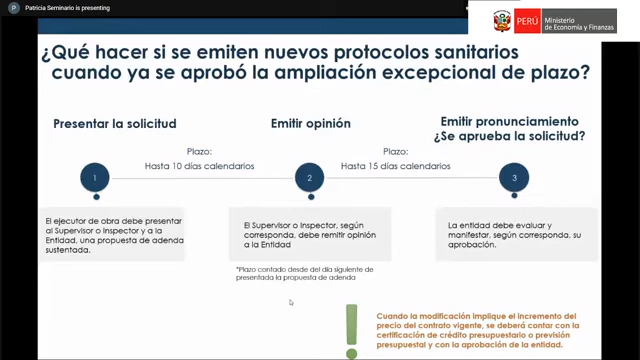 Patricia Seminario is presenting
PERÚ
Ministerio
de Economía y Finanzas
¿Qué hacer si se emiten nuevos protocolos sanitarios
cuando ya se aprobó la ampliación excepcional de plazo?
Presentar la solicitud
Emitir opinión
Emitir pronunciamiento
¿Se aprueba la solicitud?
Plazo:
Hasta 10 días calendarios
Plazo:
Hasta 15 días calendarios
1
2
3
El ejecutor de obra debe presentar
al Supervisor o Inspector y a la
Entidad, una propuesta de adenda
sustentada.
El Supervisor o Inspector, según
corresponda, debe remitir opinión
a la Entidad
*Plazo contado desde del día siguiente de
presentada la propuesta de adenda
La entidad debe evaluar y
manifestar, según corresponda, su
aprobación.
Cuando la modificación implique el incremento del
precio del contrato vigente, se deberá contar con la
certificación de crédito presupuestario o previsión
presupuestal y con la aprobación de la entidad.